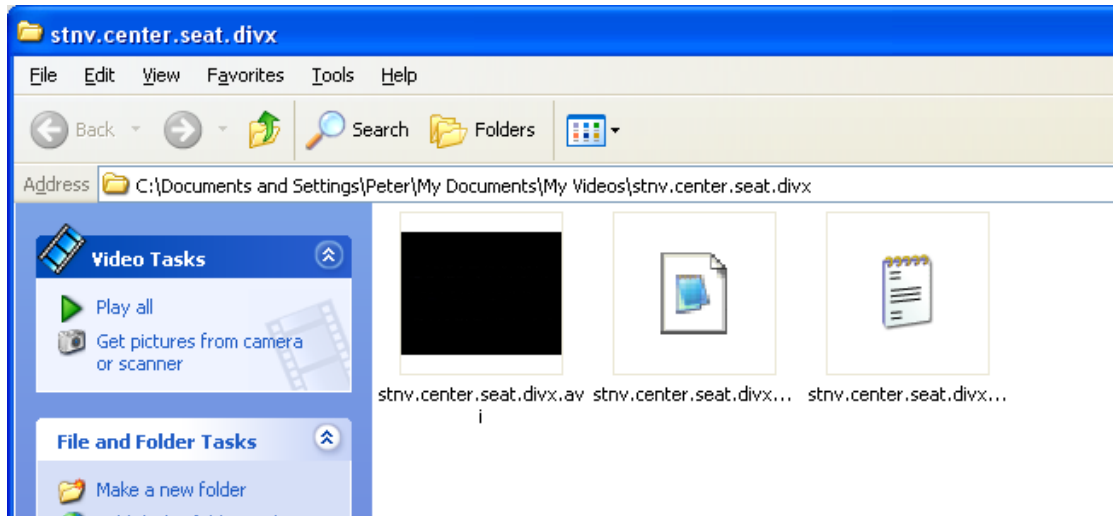 stnv.center.seat.divx
File Edit View Favorites Tools Help
Back Search Folders
Address C:\Documents and Settings\Peter\My Documents\My Videos\stnv.center.seat.divx
Video Tasks
Play all
Get pictures from camera
or scanner
stnv.center.seat.divx.av
i
stnv.center.seat.divx...
stnv.center.seat.divx...
File and Folder Tasks
Make a new folder